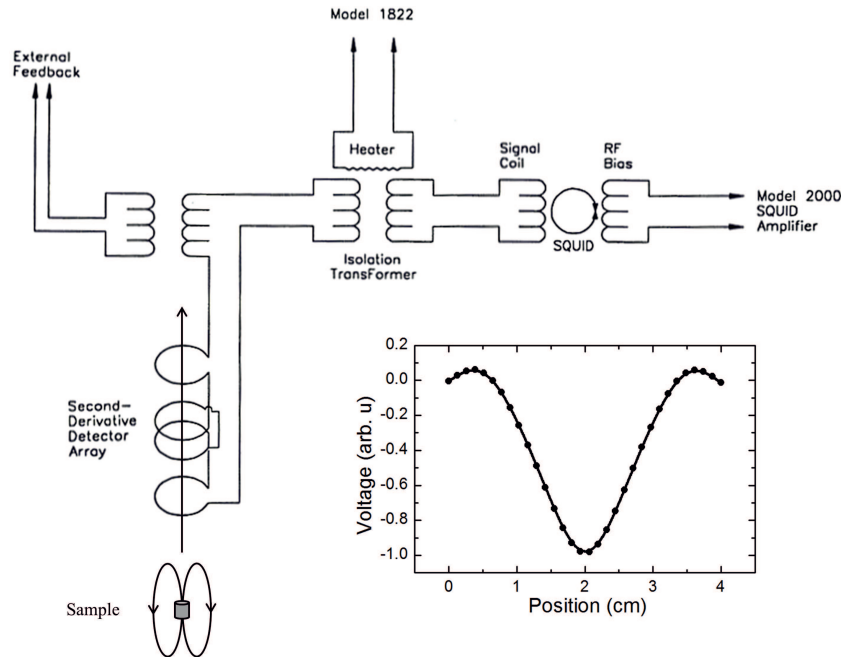 Model 1822
External
Feedback
Heater
Signal
Coil
RF
Bias
Model 2000
SQUID
Amplifier
SQUID
Isolation
TransFormer
Second-
Derivative
Detector
Array
Sample
0.2
0.0
-0.2
-0.4
-0.6
-0.8
-1.0
Voltage (arb. u)
0 1 2 3 4
Position (cm)